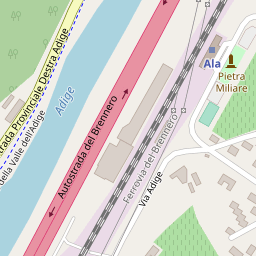 trada Provinciale Destra Adige
della Valle dell'Adige
Adige
Autostrada del Brennero
Ferrovia del Brennero
Via Adige
Ala
Pietra
Miliare